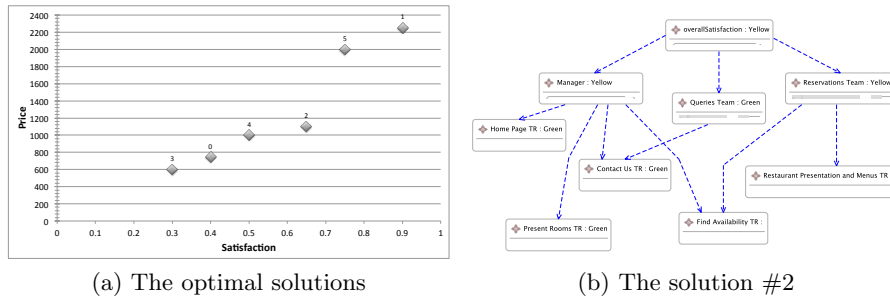 2400
2200
2000
1800
1600
1400
1200
1000
800
600
400
200
0
Price
1
5
2
4
0
3
0 0.1 0.2 0.3 0.4 0.5 0.6 0.7 0.8 0.9 1
Satisfaction
(a) The optimal solutions
overallSatisfaction : Yellow
Manager : Yellow
Reservations Team : Yellow
Queries Team : Green
Home Page TR : Green
Contact Us TR : Green
Restaurant Presentation and Menus TR
Present Rooms TR : Green
Find Availability TR :
(b) The solution #2